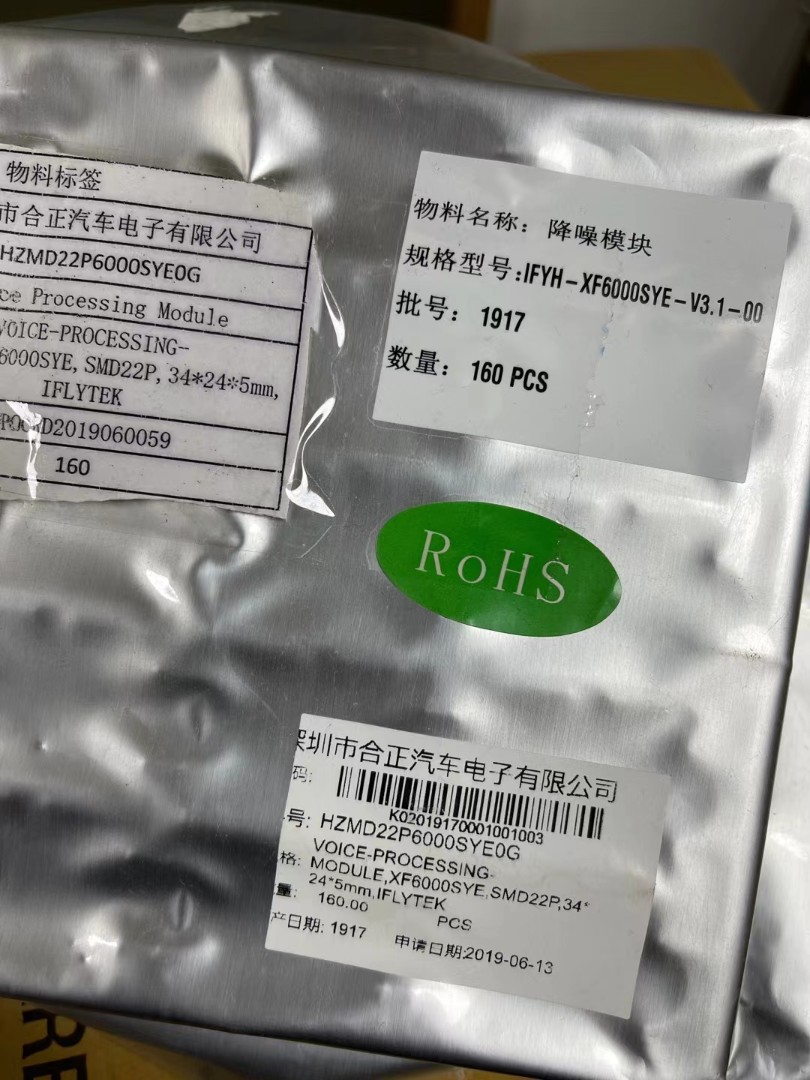 物料标签
市合正汽车电子有限公司
HZMD22P6000SYE0G
Processing Module
VOICE-PROCESSING-
6000SYE,SMD22P,34*24*5mm,
IFLYTEK
D2019060059
160
物料名称：降噪模块
规格型号:IFYH-XF6000SYE-V3.1-00
批号：1917
数量：160 PCS
RoHS
圳市合正汽车电子有限公司
码:
K02019170001001003
号: HZMD22P6000SYE0G
格: VOICE-PROCESSING-
MODULE,XF6000SYE,SMD22P,34*
24*5mm,IFLYTEK
量: 160.00 PCS
产日期: 1917 申请日期:2019-06-13
RE